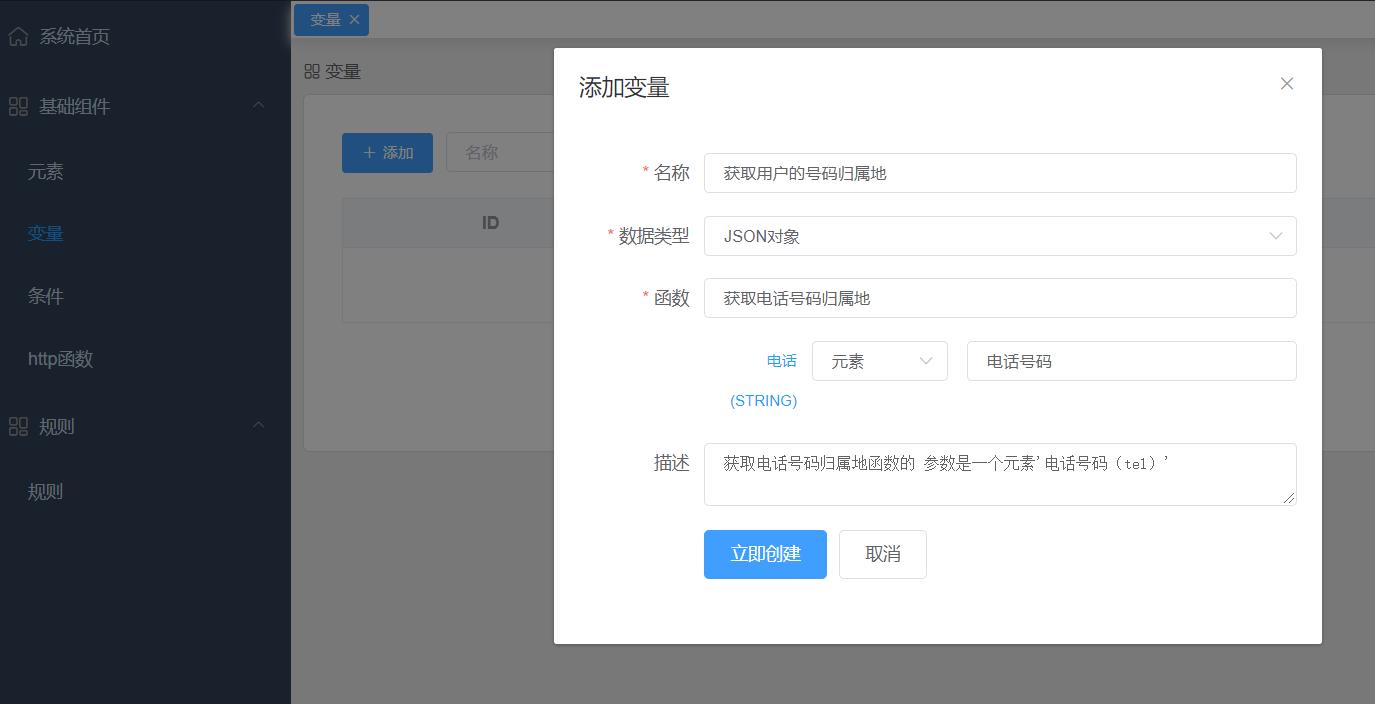 系统首页
基础组件
元素
变量
条件
http函数
规则
规则
变量
变量
添加
名称
ID
添加变量
* 名称
获取用户的号码归属地
* 数据类型
JSON对象
* 函数
获取电话号码归属地
电话
(STRING)
元素
电话号码
描述
获取电话号码归属地函数的 参数是一个元素'电话号码（tel）'
立即创建
取消